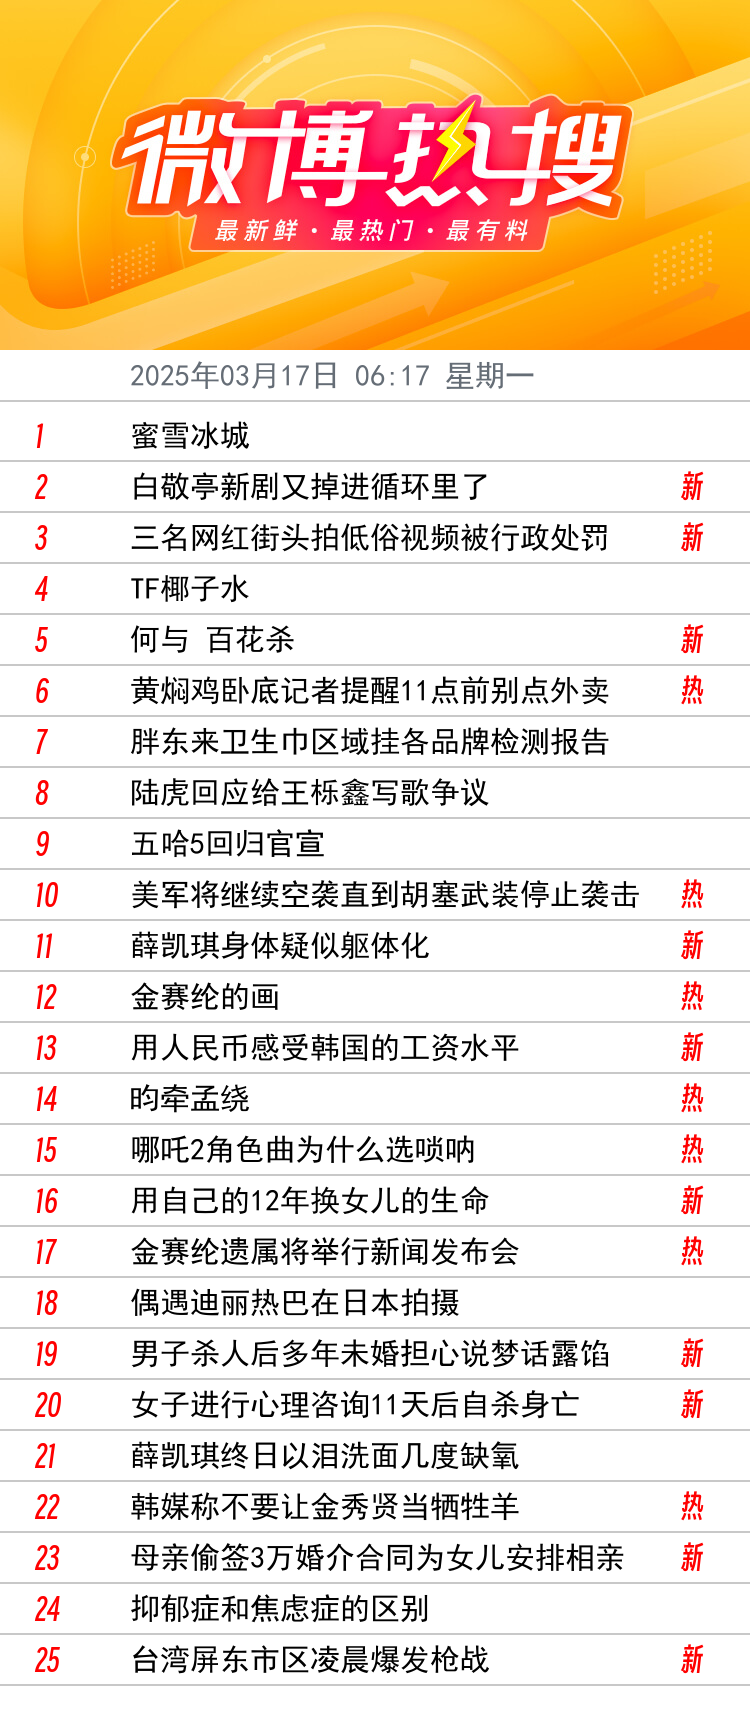 微博热搜
最新鲜·最热门·最有料
2025年03月17日 06:17 星期一
1 蜜雪冰城
2 白敬亭新剧又掉进循环里了 新
3 三名网红街头拍低俗视频被行政处罚 新
4 TF椰子水
5 何与 百花杀 新
6 黄焖鸡卧底记者提醒11点前别点外卖 热
7 胖东来卫生巾区域挂各品牌检测报告
8 陆虎回应给王栎鑫写歌争议
9 五哈5回归官宣
10 美军将继续空袭直到胡塞武装停止袭击 热
11 薛凯琪身体疑似躯体化 新
12 金赛纶的画 热
13 用人民币感受韩国的工资水平 新
14 昀牵孟绕 热
15 哪吒2角色曲为什么选唢呐 热
16 用自己的12年换女儿的生命 新
17 金赛纶遗属将举行新闻发布会 热
18 偶遇迪丽热巴在日本拍摄
19 男子杀人后多年未婚担心说梦话露馅 新
20 女子进行心理咨询11天后自杀身亡 新
21 薛凯琪终日以泪洗面几度缺氧
22 韩媒称不要让金秀贤当牺牲羊 热
23 母亲偷签3万婚介合同为女儿安排相亲 新
24 抑郁症和焦虑症的区别
25 台湾屏东市区凌晨爆发枪战 新